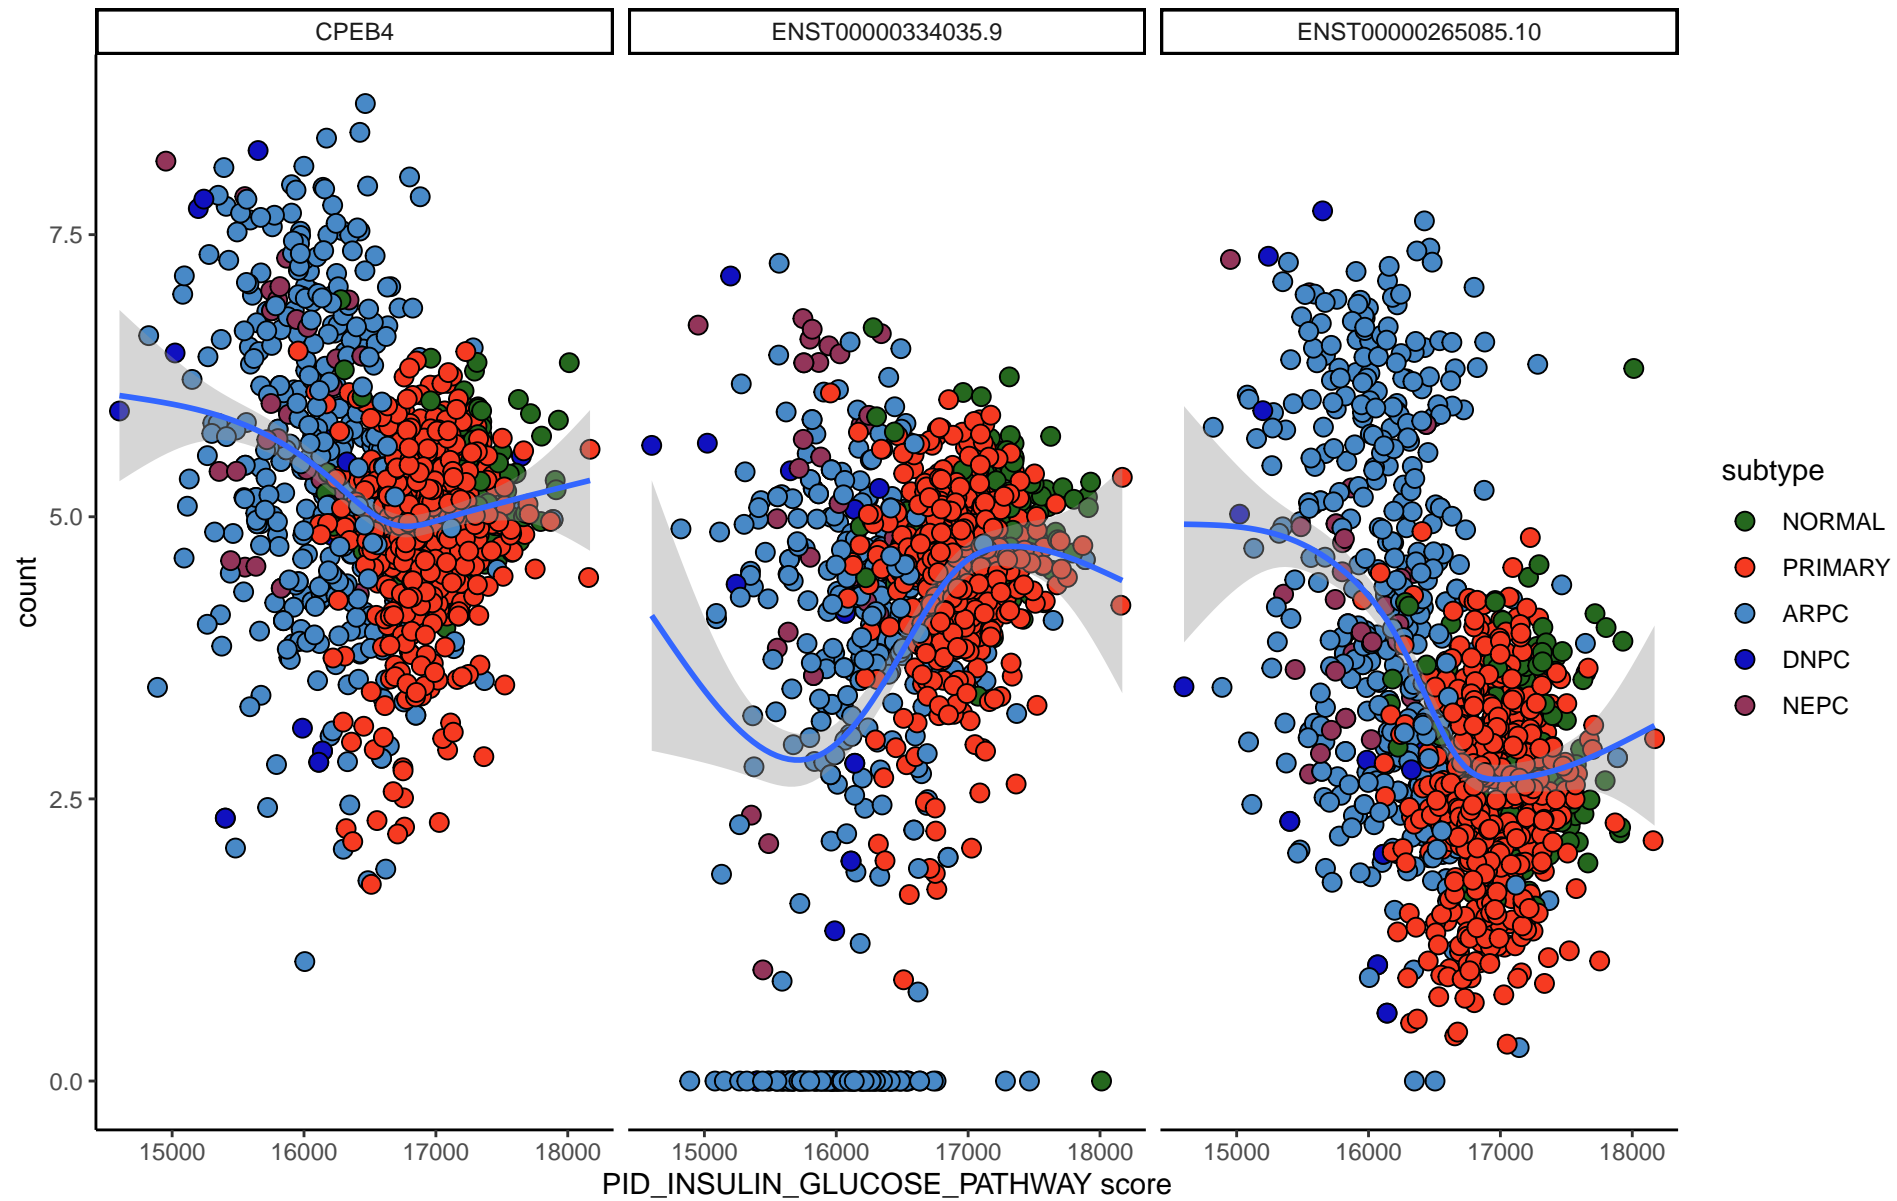 CPEB4 ENST00000334035.9 ENST00000265085.10
7.5
5.0
2.5
0.0
count
15000 16000 17000 18000 15000 16000 17000 18000 15000 16000 17000 18000
PID_INSULIN_GLUCOSE_PATHWAY score
subtype
NORMAL
PRIMARY
ARPC
DNPC
NEPC